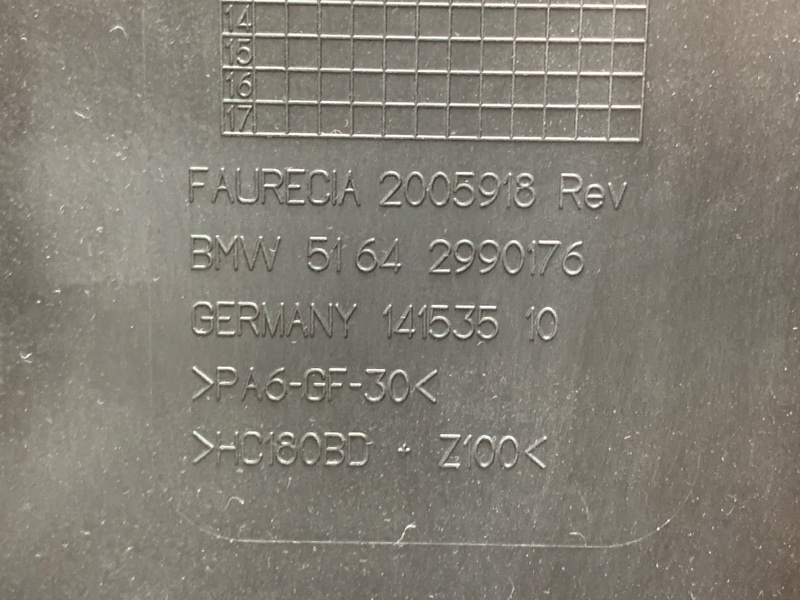 14
15
16
17
FAURECIA 2005918 Rev
BMW 51 64 2990176
GERMANY 141535 10
>PA6-GF-30<
>HC180BD + Z100<